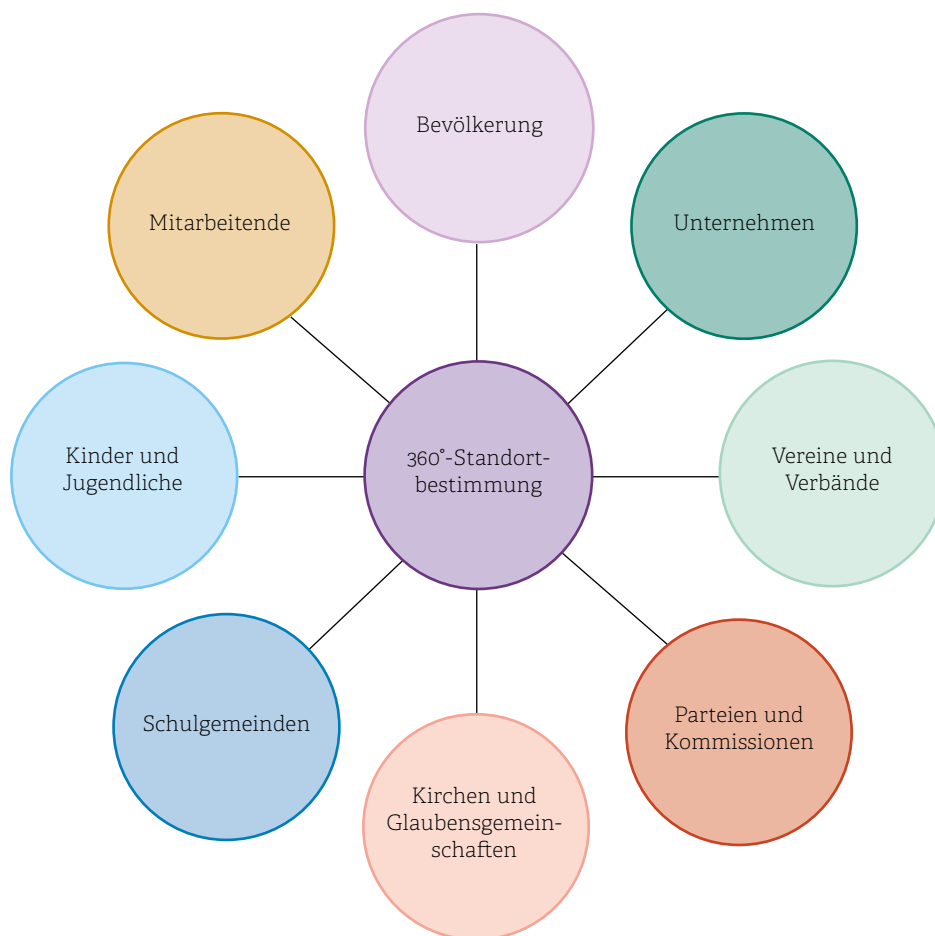 Bevölkerung
Mitarbeitende
Unternehmen
Kinder und
Jugendliche
360°-Standort-
bestimmung
Vereine und
Verbände
Schulgemeinden
Parteien und
Kommissionen
Kirchen und
Glaubensgemein-
schaften